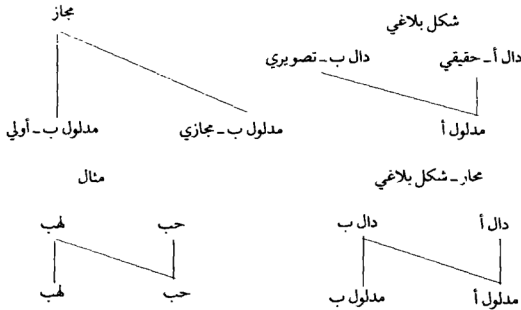 شكل بلاغي
دال أ ـ حقيقي دال ب ـ تصويري
مدلول أ
مجاز
مدلول ب ـ مجازي مدلول ب ـ أولي
محار ـ شكل بلاغي
دال أ دال ب
مدلول أ مدلول ب
مثال
حب لهب
حب لهب